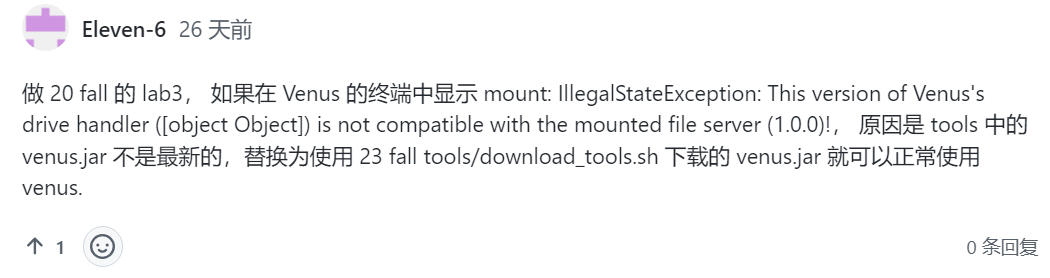 Eleven-6 26 天前
做 20 fall 的 lab3， 如果在 Venus 的终端中显示 mount: IllegalStateException: This version of Venus's
drive handler ([object Object]) is not compatible with the mounted file server (1.0.0)!， 原因是 tools 中的
venus.jar 不是最新的，替换为使用 23 fall tools/download_tools.sh 下载的 venus.jar 就可以正常使用
venus.
1
0 条回复